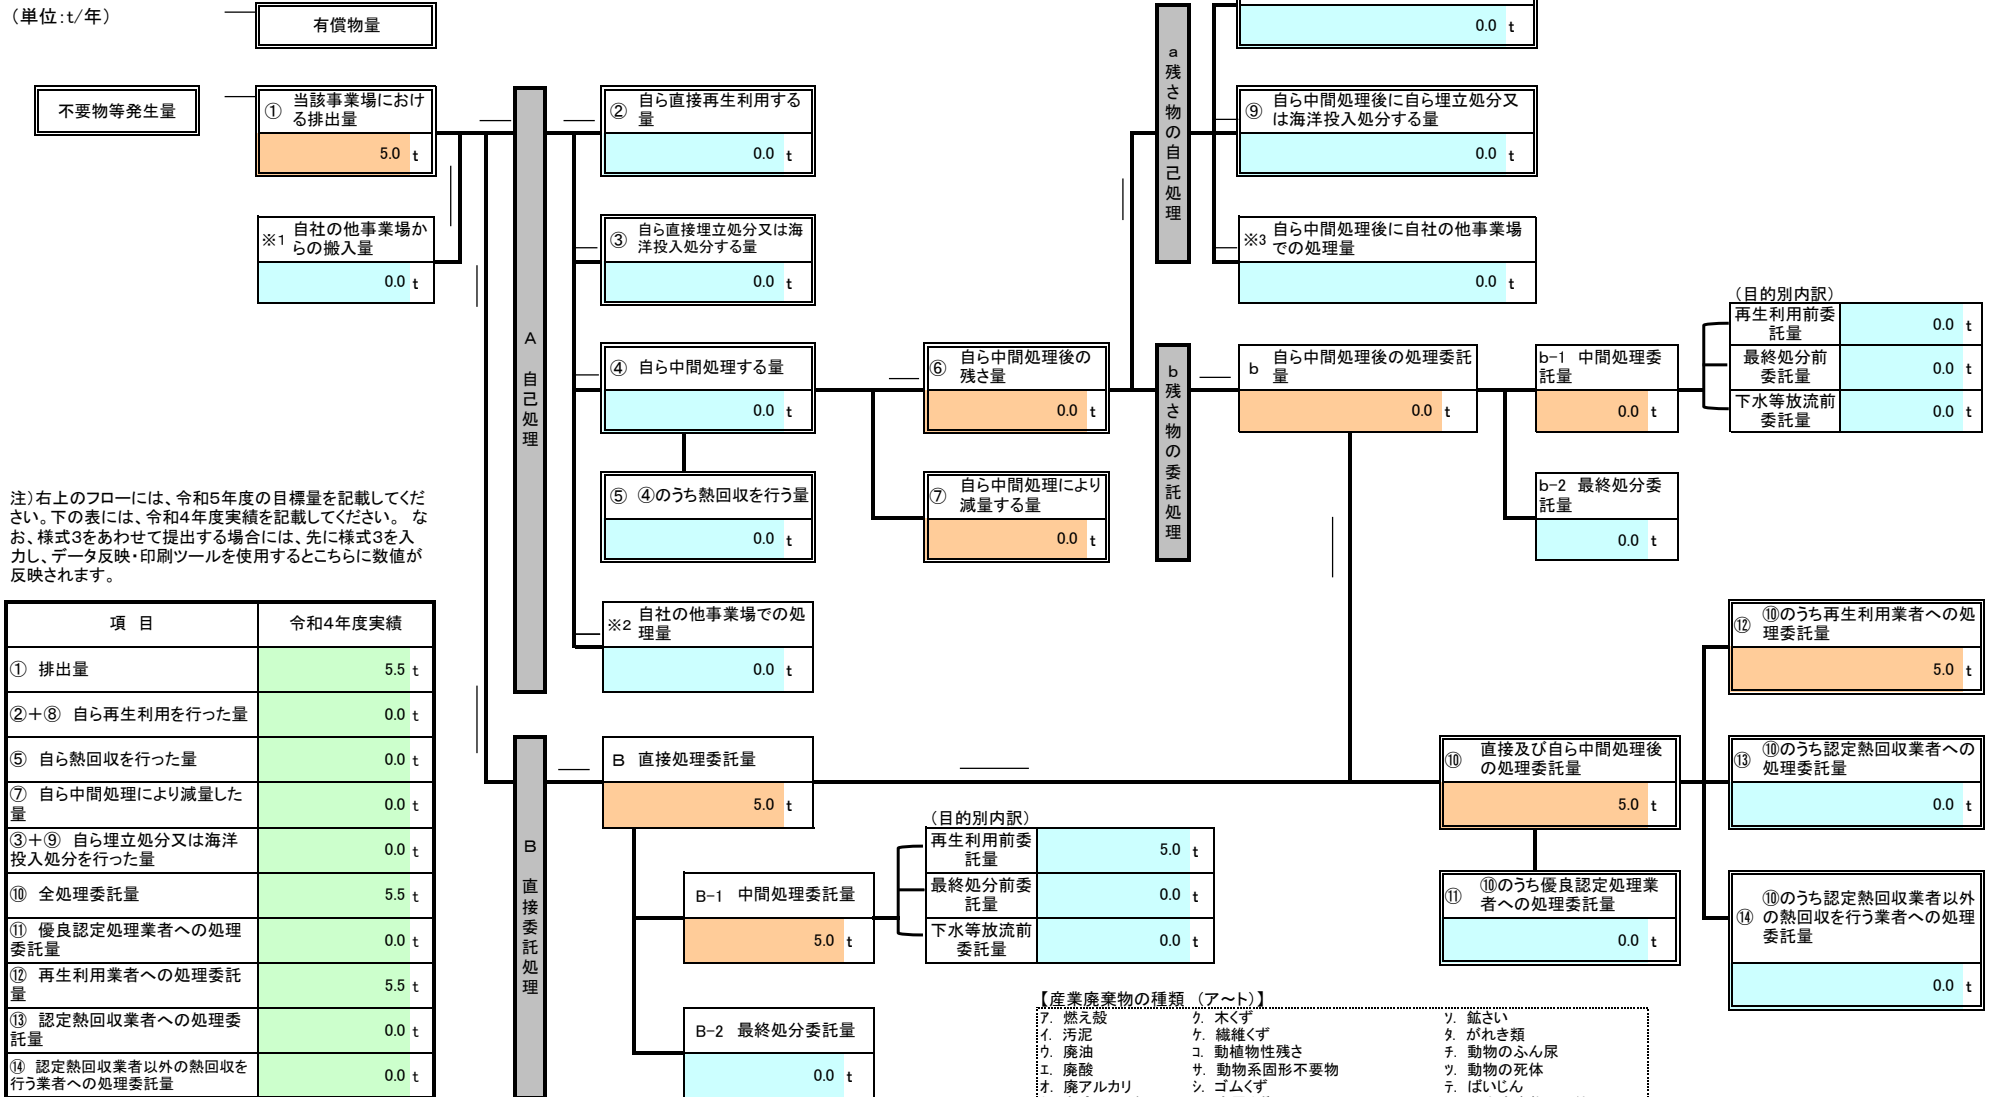 （単位:t/年）
有償物量
不要物等発生量
① 当該事業場におけ
る排出量
5.0 t
※1 自社の他事業場か
らの搬入量
0.0 t
A 自己処理
② 自ら直接再生利用する
量
0.0 t
③ 自ら直接埋立処分又は海
洋投入処分する量
0.0 t
④ 自ら中間処理する量
0.0 t
⑤ ④のうち熱回収を行う量
0.0 t
※2 自社の他事業場での処
理量
0.0 t
⑥ 自ら中間処理後の
残さ量
0.0 t
⑦ 自ら中間処理により
減量する量
0.0 t
a 残さ物の自己処理
0.0 t
⑨ 自ら中間処理後に自ら埋立処分又
は海洋投入処分する量
0.0 t
※3 自ら中間処理後に自社の他事業場
での処理量
0.0 t
b 残さ物の委託処理
b 自ら中間処理後の処理委託
量
0.0 t
b-1 中間処理委
託量
0.0 t
（目的別内訳）
再生利用前委
託量
0.0 t
最終処分前
委託量
0.0 t
下水等放流前
委託量
0.0 t
b-2 最終処分委
託量
0.0 t
注）右上のフローには、令和5年度の目標量を記載してくだ
さい。下の表には、令和4年度実績を記載してください。 な
お、様式3をあわせて提出する場合には、先に様式3を入
力し、データ反映・印刷ツールを使用するとこちらに数値が
反映されます。
項 目 令和4年度実績
① 排出量 5.5 t
②＋⑧ 自ら再生利用を行った量 0.0 t
⑤ 自ら熱回収を行った量 0.0 t
⑦ 自ら中間処理により減量した
量 0.0 t
③＋⑨ 自ら埋立処分又は海洋
投入処分を行った量 0.0 t
⑩ 全処理委託量 5.5 t
⑪ 優良認定処理業者への処理
委託量 0.0 t
⑫ 再生利用業者への処理委託
量 5.5 t
⑬ 認定熱回収業者への処理委
託量 0.0 t
⑭ 認定熱回収業者以外の熱回収を
行う業者への処理委託量 0.0 t
B 直接委託処理
B 直接処理委託量
5.0 t
B-1 中間処理委託量
5.0 t
（目的別内訳）
再生利用前委
託量
5.0 t
最終処分前委
託量
0.0 t
下水等放流前
委託量
0.0 t
B-2 最終処分委託量
0.0 t
⑩ 直接及び自ら中間処理後
の処理委託量
5.0 t
⑪ ⑩のうち優良認定処理業
者への処理委託量
0.0 t
⑫ ⑩のうち再生利用業者への処
理委託量
5.0 t
⑬ ⑩のうち認定熱回収業者への
処理委託量
0.0 t
⑭ ⑩のうち認定熱回収業者以外
の熱回収を行う業者への処理
委託量
0.0 t
【産業廃棄物の種類 （ア～ト）】
ア. 燃え殻 ク. 木くず ソ. 鉱さい
イ. 汚泥 ケ. 繊維くず タ. がれき類
ウ. 廃油 コ. 動植物性残さ チ. 動物のふん尿
エ. 廃酸 サ. 動物系固形不要物 ツ. 動物の死体
オ. 廃アルカリ シ. ゴムくず テ. ばいじん